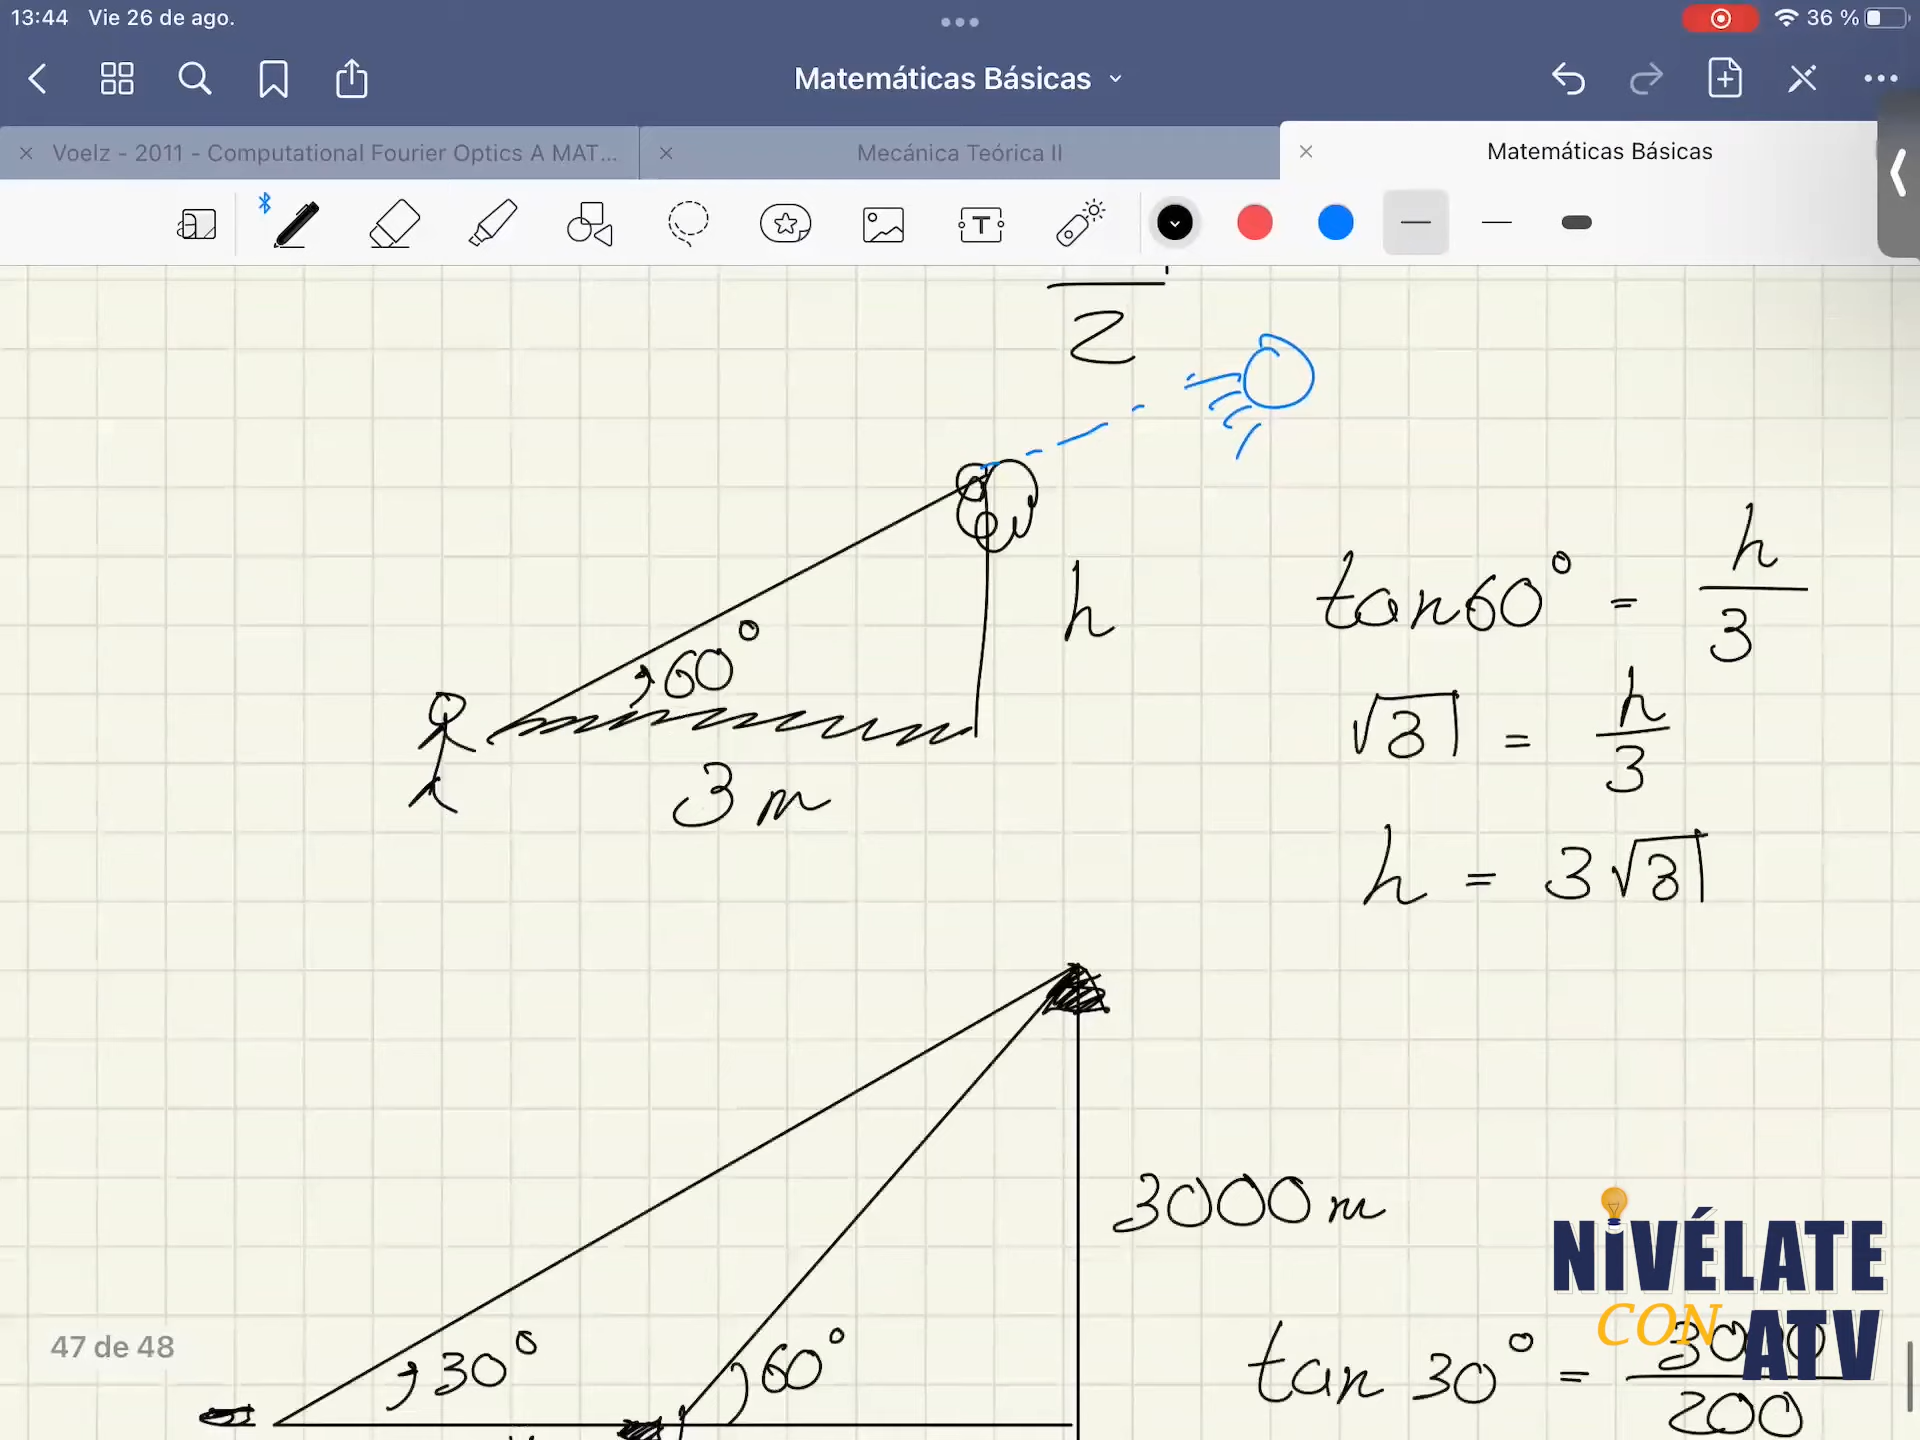 13:44 Vie 26 de ago.
36 %
Matemáticas Básicas
Voelz - 2011 - Computational Fourier Optics A MAT...
Mecánica Teórica II
Matemáticas Básicas
T
2
h
60°
3 m
tan 60° = h/3
√3 = h/3
h = 3√3
3000 m
30°
60°
tan 30° = 3000/200
47 de 48
NIVÉLATE
CON ATV